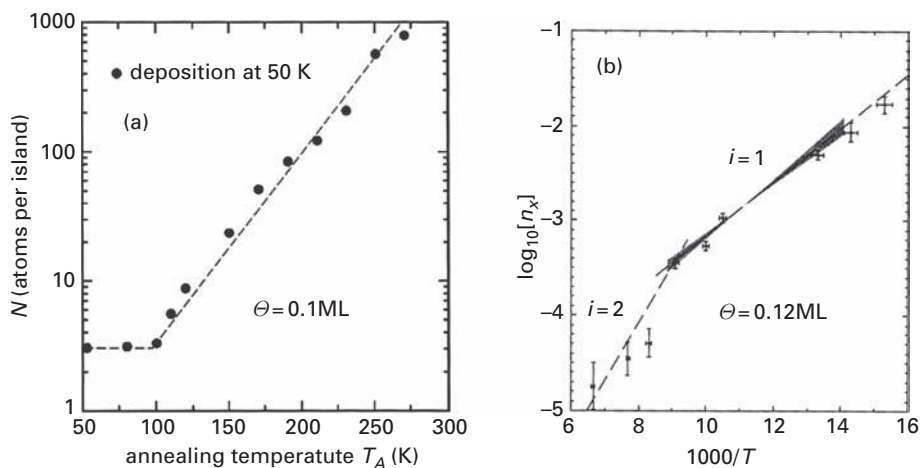 1000
100
10
1
N (atoms per island)
● deposition at 50 K
(a)
Θ = 0.1ML
50 100 150 200 250 300
annealing temperatute T_A (K)
−1
−2
−3
−4
−5
log₁₀[nₓ]
(b)
i = 1
i = 2
Θ = 0.12ML
6 8 10 12 14 16
1000/T